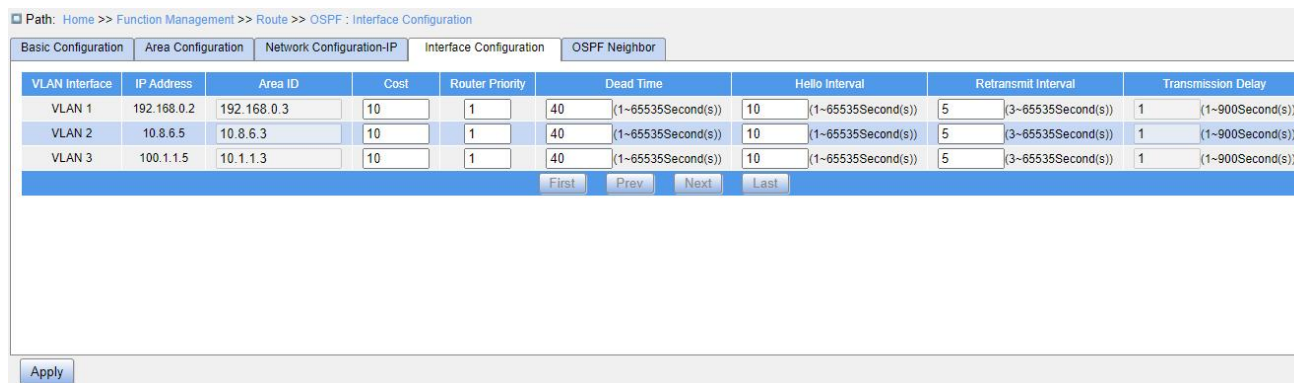 Path: Home >> Function Management >> Route >> OSPF : Interface Configuration
Basic Configuration Area Configuration Network Configuration-IP Interface Configuration OSPF Neighbor
VLAN Interface IP Address Area ID Cost Router Priority Dead Time Hello Interval Retransmit Interval Transmission Delay
VLAN 1 192.168.0.2 192.168.0.3 10 1 40 (1~65535Second(s)) 10 (1~65535Second(s)) 5 (3~65535Second(s)) 1 (1~900Second(s))
VLAN 2 10.8.6.5 10.8.6.3 10 1 40 (1~65535Second(s)) 10 (1~65535Second(s)) 5 (3~65535Second(s)) 1 (1~900Second(s))
VLAN 3 100.1.1.5 10.1.1.3 10 1 40 (1~65535Second(s)) 10 (1~65535Second(s)) 5 (3~65535Second(s)) 1 (1~900Second(s))
First Prev Next Last
Apply